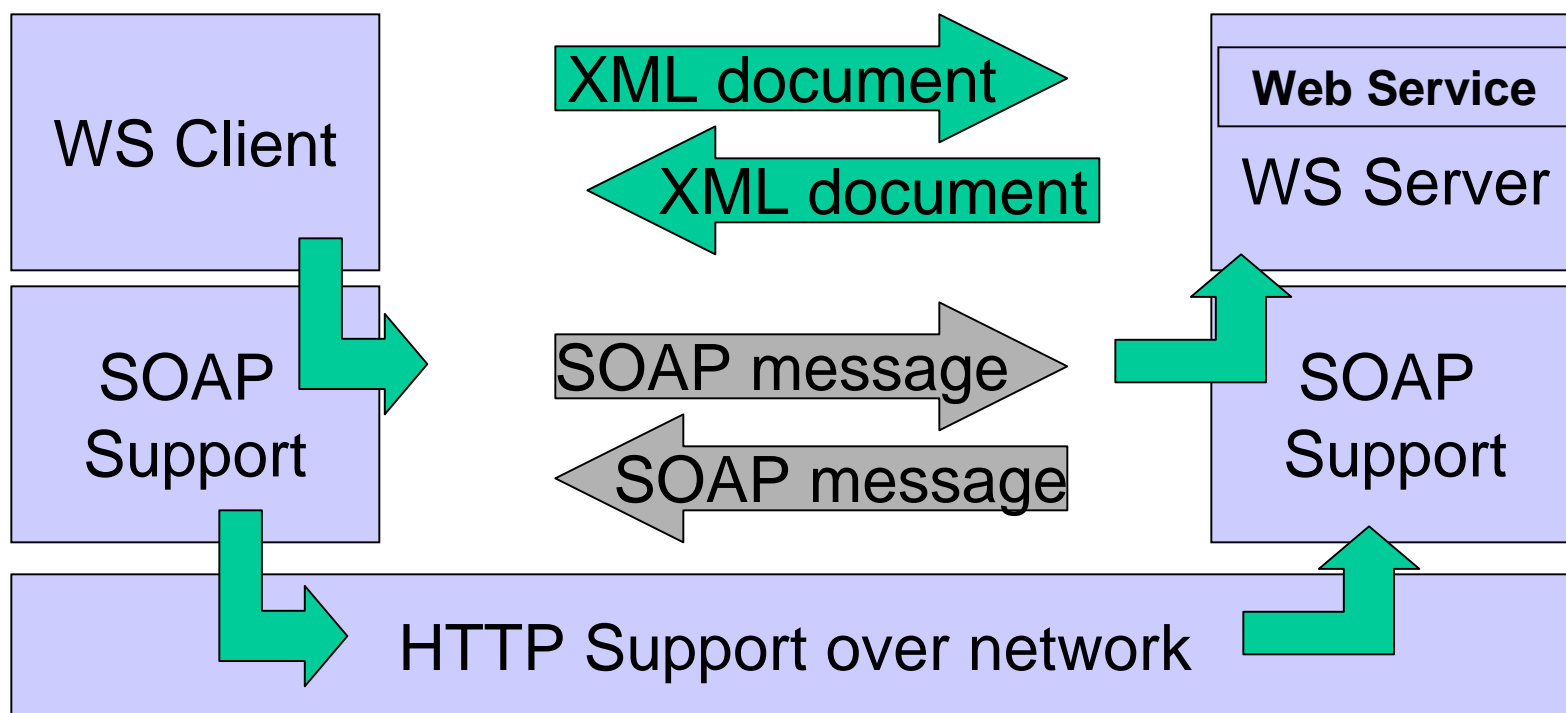 WS Client
XML document
XML document
Web Service
WS Server
SOAP
Support
SOAP message
SOAP message
SOAP
Support
HTTP Support over network